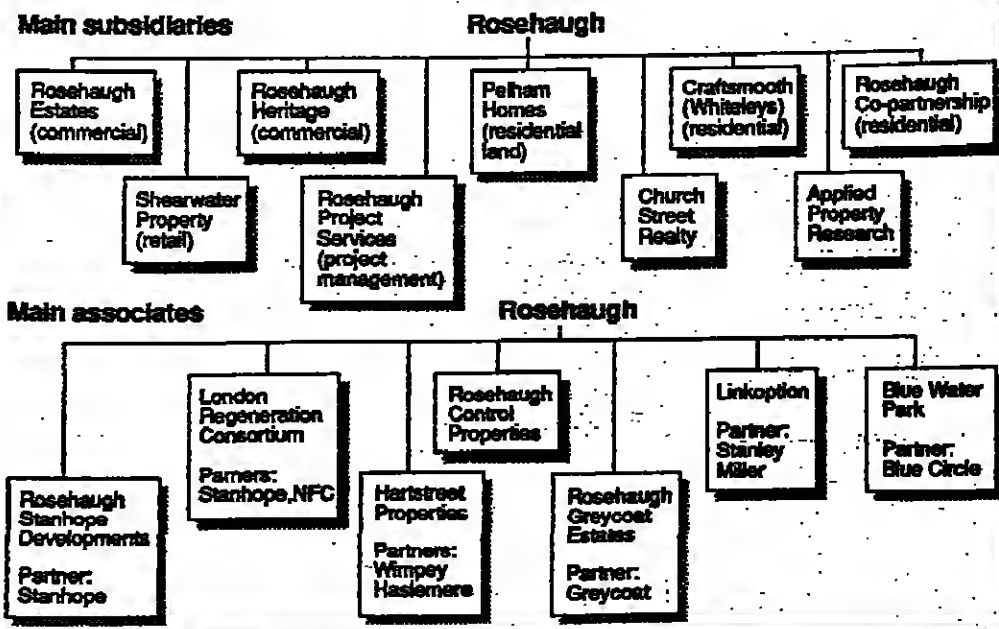 Main subsidiaries
Rosehaugh
Rosehaugh
Estates
(commercial)
Rosehaugh
Heritage
(commercial)
Pelham
Homes
(residential
land)
Craftsmooth
(Whiteleys)
(residential)
Rosehaugh
Co-partnership
(residential)
Shearwater
Property
(retail)
Rosehaugh
Project
Services
(project
management)
Church
Street
Realty
Applied
Property
Research
Main associates
Rosehaugh
London
Regeneration
Consortium
Parners:
Stanhope,NFC
Rosehaugh
Control
Properties
Linkoption
Partner:
Stanley
Miller
Blue Water
Park
Partner:
Blue Circle
Rosehaugh
Stanhope
Developments
Partner:
Stanhope
Hartstreet
Properties
Partners:
Wimpey
Haslemere
Rosehaugh
Greycoat
Estates
Partner:
Greycoat